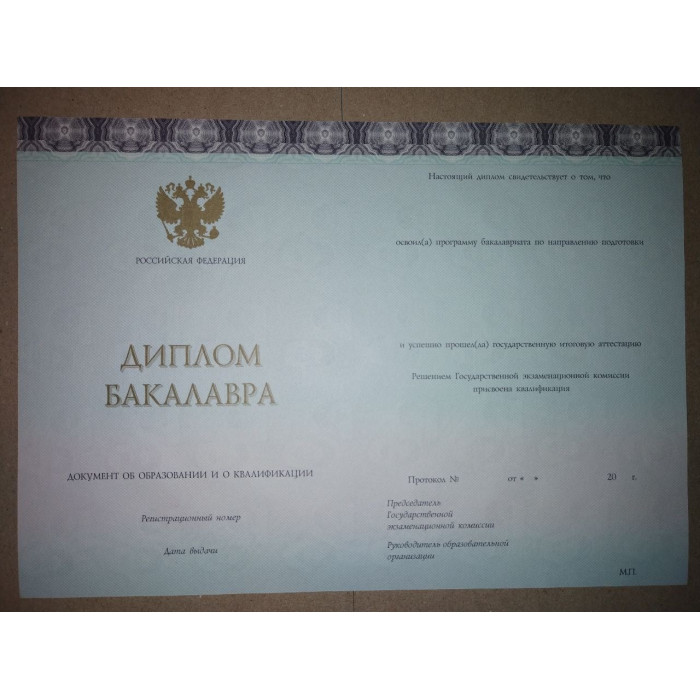 РОССИЙСКАЯ ФЕДЕРАЦИЯ
ДИПЛОМ
БАКАЛАВРА
ДОКУМЕНТ ОБ ОБРАЗОВАНИИ И О КВАЛИФИКАЦИИ
Регистрационный номер
Дата выдачи
Настоящий диплом свидетельствует о том, что
освоил(а) программу бакалавриата по направлению подготовки
и успешно прошел(ла) государственную итоговую аттестацию
Решением Государственной экзаменационной комиссии
присвоена квалификация
Протокол № от « » 20 г.
Председатель
Государственной
экзаменационной комиссии
Руководитель образовательной
организации
М.П.